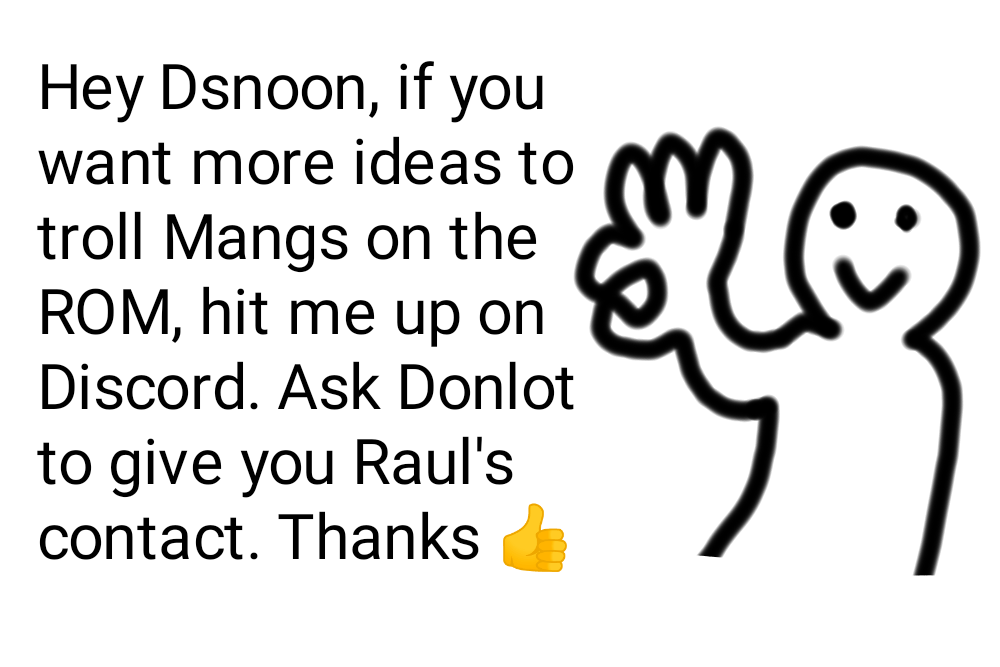 Hey Dsnoon, if you
want more ideas to
troll Mangs on the
ROM, hit me up on
Discord. Ask Donlot
to give you Raul's
contact. Thanks 👍